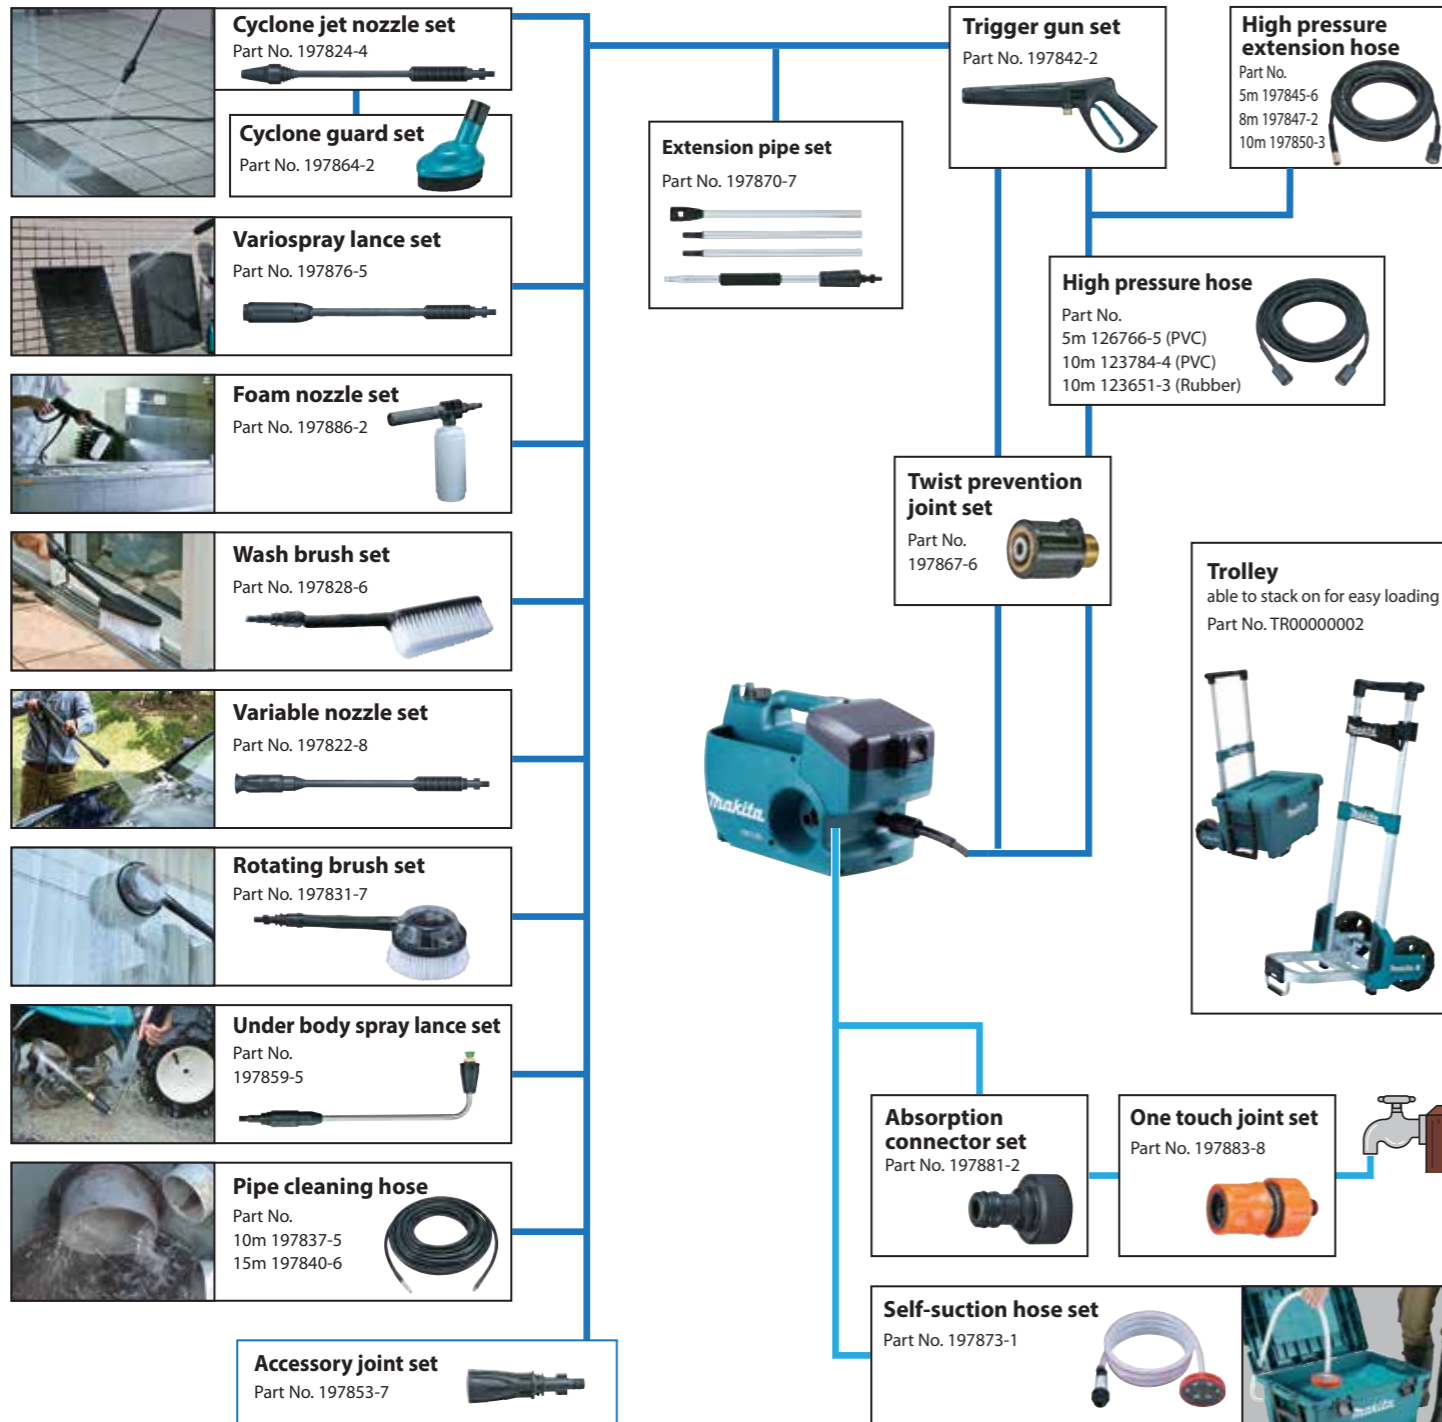 Cyclone jet nozzle set
Part No. 197824-4
Cyclone guard set
Part No. 197864-2
Variospray lance set
Part No. 197876-5
Foam nozzle set
Part No. 197886-2
Wash brush set
Part No. 197828-6
Variable nozzle set
Part No. 197822-8
Rotating brush set
Part No. 197831-7
Under body spray lance set
Part No.
197859-5
Pipe cleaning hose
Part No.
10m 197837-5
15m 197840-6
Accessory joint set
Part No. 197853-7
Extension pipe set
Part No. 197870-7
Trigger gun set
Part No. 197842-2
High pressure
extension hose
Part No.
5m 197845-6
8m 197847-2
10m 197850-3
High pressure hose
Part No.
5m 126766-5 (PVC)
10m 123784-4 (PVC)
10m 123651-3 (Rubber)
Twist prevention
joint set
Part No.
197867-6
Trolley
able to stack on for easy loading
Part No. TR00000002
makita
Absorption
connector set
Part No. 197881-2
One touch joint set
Part No. 197883-8
Self-suction hose set
Part No. 197873-1
makita